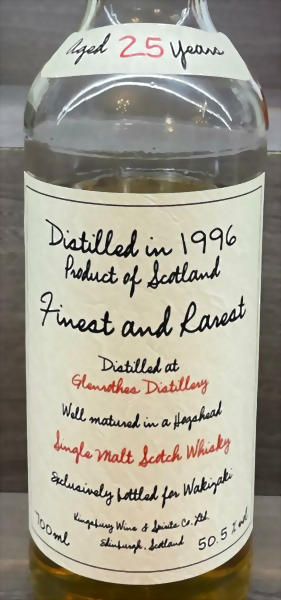 Aged 25 Years
Distilled in 1996
Product of Scotland
Finest and Rarest
Distilled at
Glenrothes Distillery
Well matured in a Hogshead
Single Malt Scotch Whisky
Exclusively bottled for Wakizaki
Kingsbury Wine & Spirits Co. Ltd.
700ml Edinburgh, Scotland 50.5 % vol